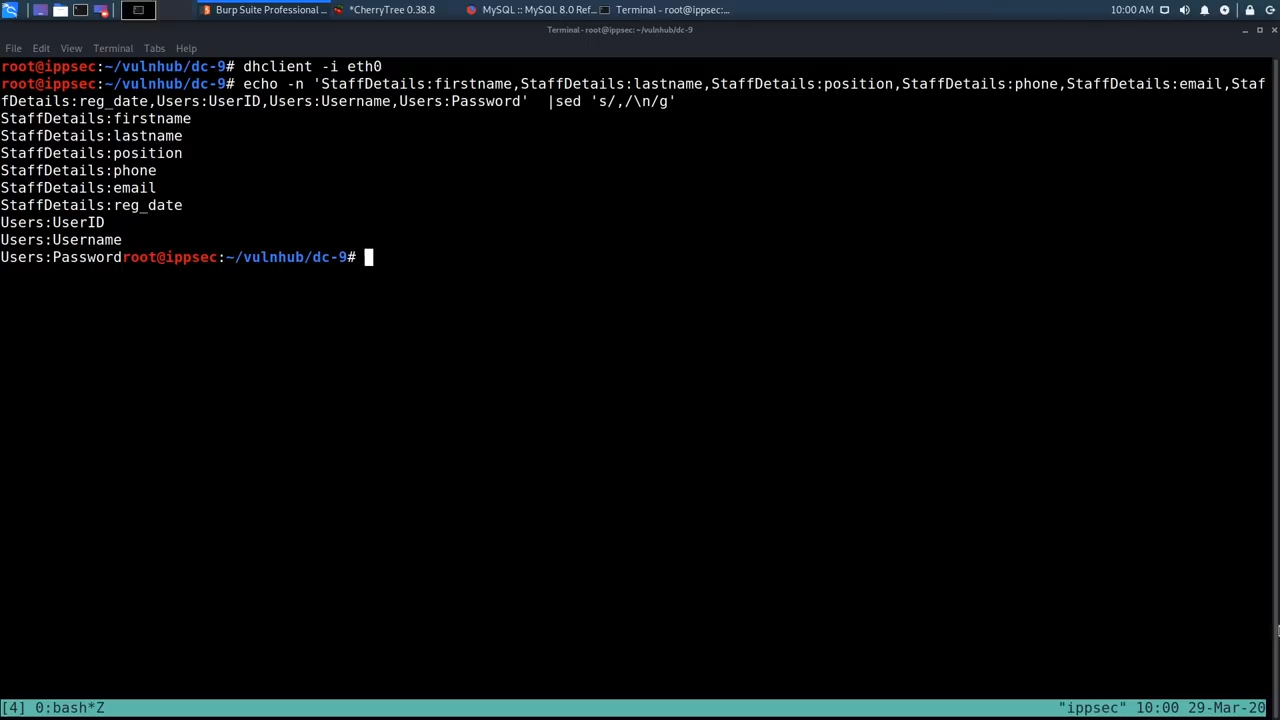 Burp Suite Professional ...
*CherryTree 0.38.8
MySQL :: MySQL 8.0 Ref...
Terminal - root@ippsec:...
10:00 AM
Terminal - root@ippsec: ~/vulnhub/dc-9
File Edit View Terminal Tabs Help
root@ippsec:~/vulnhub/dc-9# dhclient -i eth0
root@ippsec:~/vulnhub/dc-9# echo -n 'StaffDetails:firstname,StaffDetails:lastname,StaffDetails:position,StaffDetails:phone,StaffDetails:email,Staf
fDetails:reg_date,Users:UserID,Users:Username,Users:Password'  |sed 's/,/\n/g'
StaffDetails:firstname
StaffDetails:lastname
StaffDetails:position
StaffDetails:phone
StaffDetails:email
StaffDetails:reg_date
Users:UserID
Users:Username
Users:Passwordroot@ippsec:~/vulnhub/dc-9#
[4] 0:bash*Z
"ippsec" 10:00 29-Mar-20